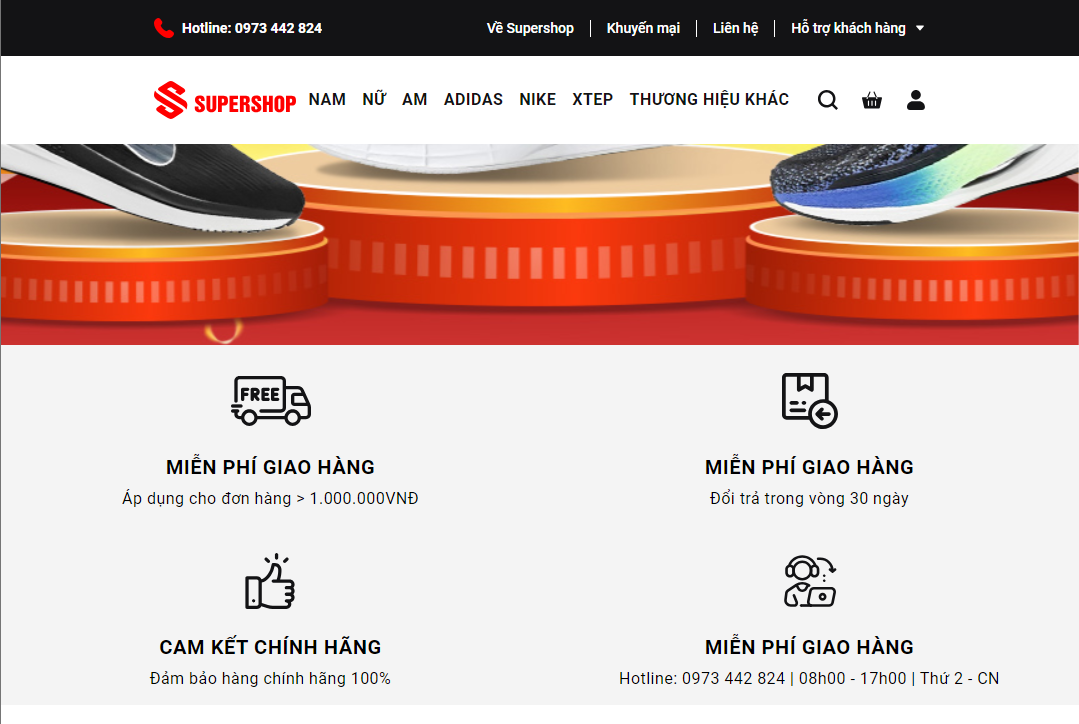 Hotline: 0973 442 824
Về Supershop | Khuyến mại | Liên hệ | Hỗ trợ khách hàng
SUPERSHOP NAM NỮ AM ADIDAS NIKE XTEP THƯƠNG HIỆU KHÁC
FREE
MIỄN PHÍ GIAO HÀNG
Áp dụng cho đơn hàng > 1.000.000VNĐ
MIỄN PHÍ GIAO HÀNG
Đổi trả trong vòng 30 ngày
CAM KẾT CHÍNH HÃNG
Đảm bảo hàng chính hãng 100%
MIỄN PHÍ GIAO HÀNG
Hotline: 0973 442 824 | 08h00 - 17h00 | Thứ 2 - CN